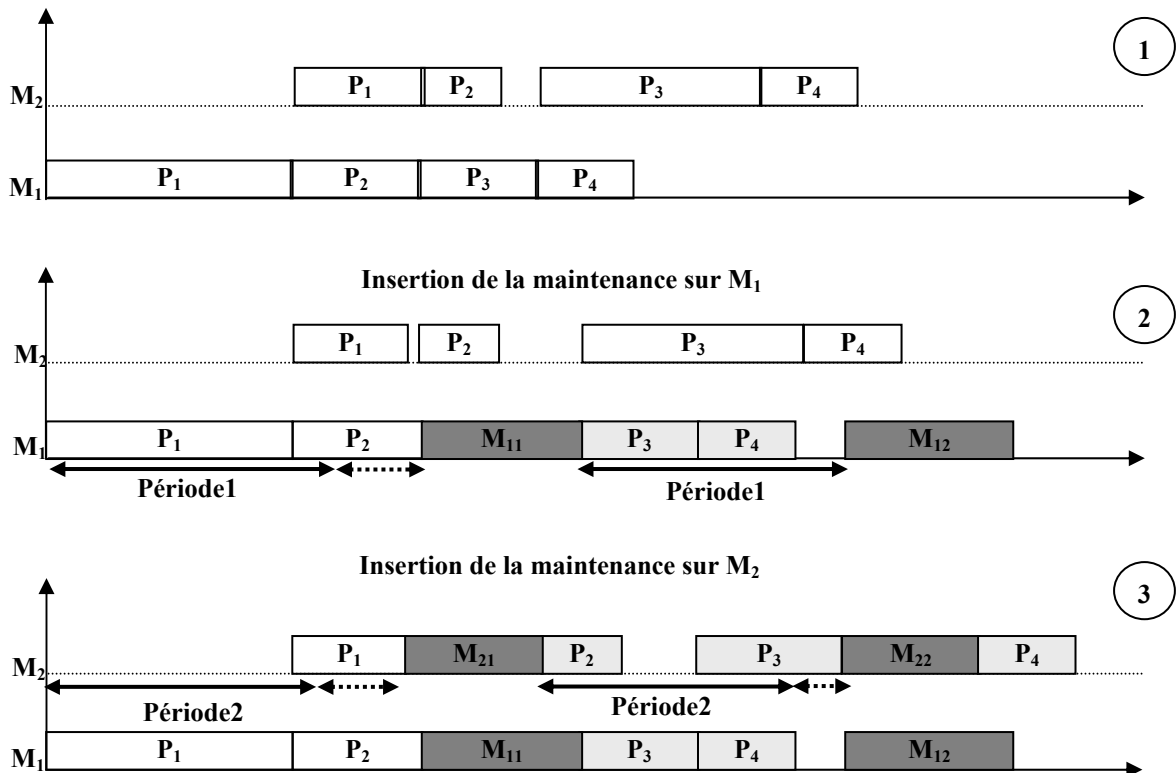 1
M₂ P₁ P₂ P₃ P₄
M₁ P₁ P₂ P₃ P₄
Insertion de la maintenance sur M₁
2
M₂ P₁ P₂ P₃ P₄
M₁ P₁ P₂ M₁₁ P₃ P₄ M₁₂
Période1 Période1
Insertion de la maintenance sur M₂
3
M₂ P₁ M₂₁ P₂ P₃ M₂₂ P₄
Période2 Période2
M₁ P₁ P₂ M₁₁ P₃ P₄ M₁₂